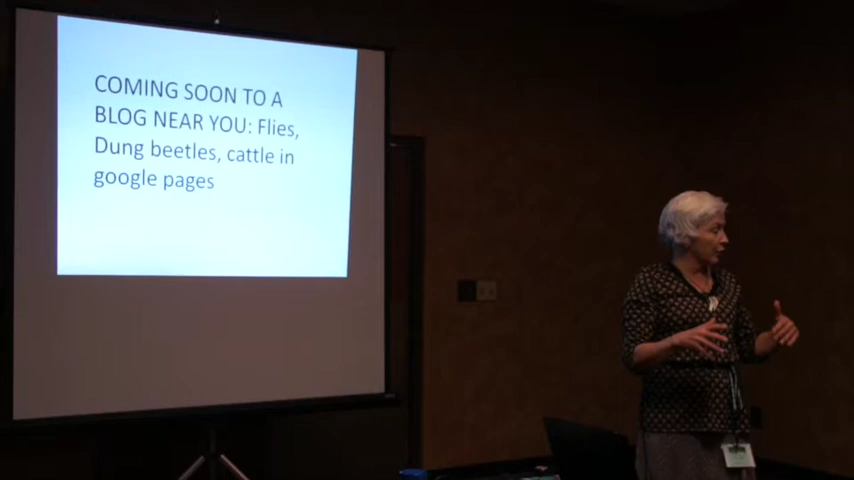 COMING SOON TO A
BLOG NEAR YOU: Flies,
Dung beetles, cattle in
google pages